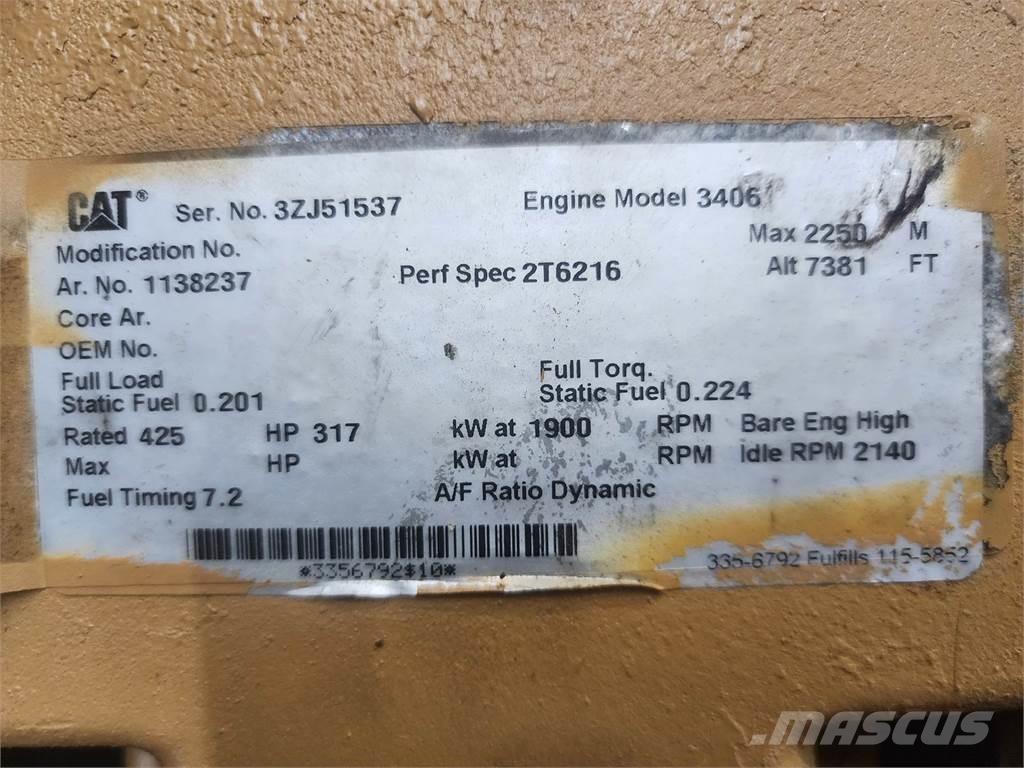 CAT® Ser. No. 3ZJ51537 Engine Model 3406
Modification No. Max 2250 M
Ar. No. 1138237 Perf Spec 2T6216 Alt 7381 FT
Core Ar.
OEM No.
Full Load Full Torq.
Static Fuel 0.201 Static Fuel 0.224
Rated 425 HP 317 kW at 1900 RPM Bare Eng High
Max HP kW at RPM Idle RPM 2140
Fuel Timing 7.2 A/F Ratio Dynamic
*3356792$10*
335-6792 Fulfills 115-5852
MASCUS